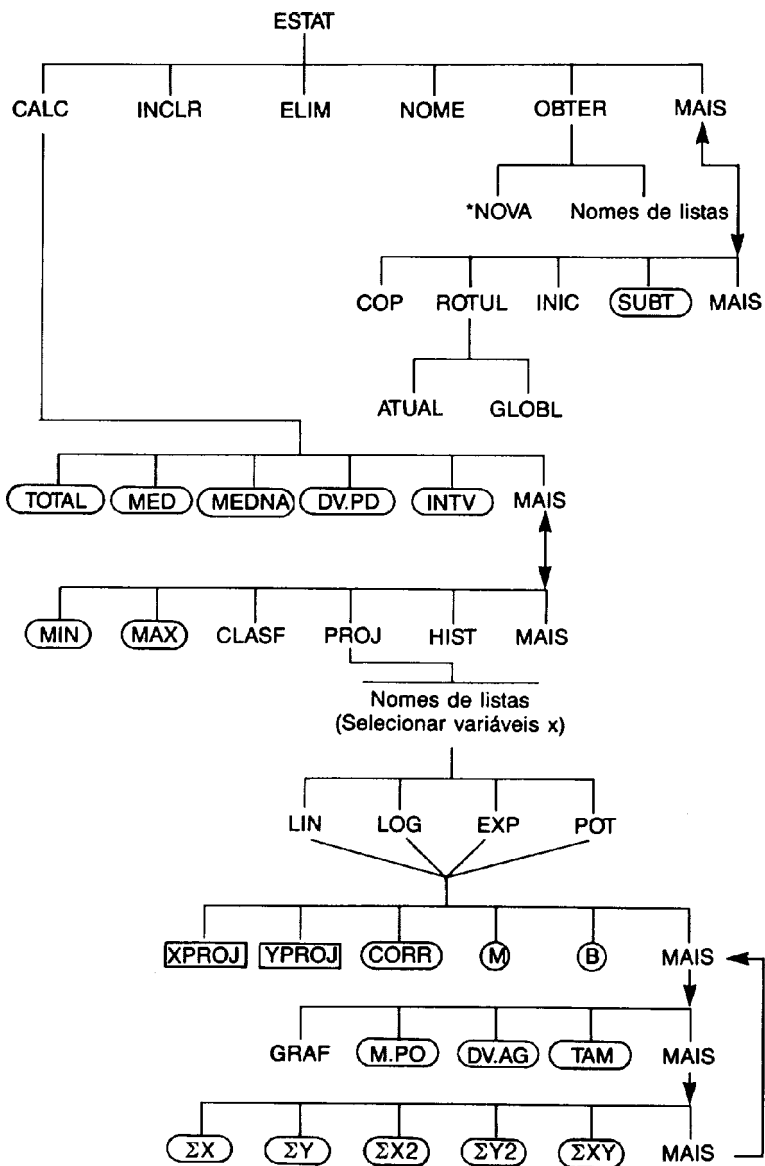 ESTAT
CALC INCLR ELIM NOME OBTER MAIS
*NOVA Nomes de listas
COP ROTUL INIC SUBT MAIS
ATUAL GLOBL
TOTAL MED MEDNA DV.PD INTV MAIS
MIN MAX CLASF PROJ HIST MAIS
Nomes de listas
(Selecionar variáveis x)
LIN LOG EXP POT
XPROJ YPROJ CORR M B MAIS
GRAF M.PO DV.AG TAM MAIS
ΣX ΣY ΣX2 ΣY2 ΣXY MAIS